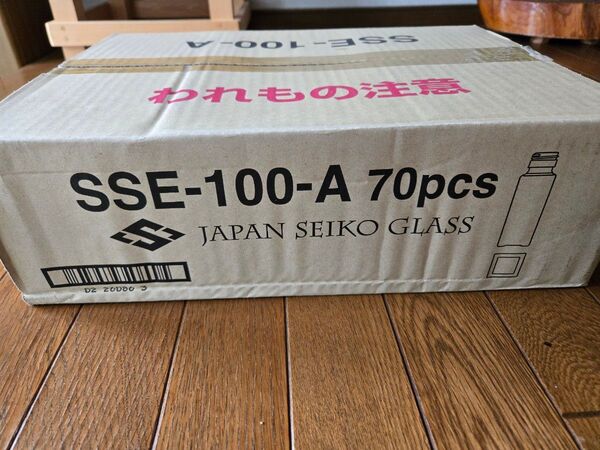 SSE-100-A
われもの注意
SSE-100-A 70pcs
JAPAN SEIKO GLASS